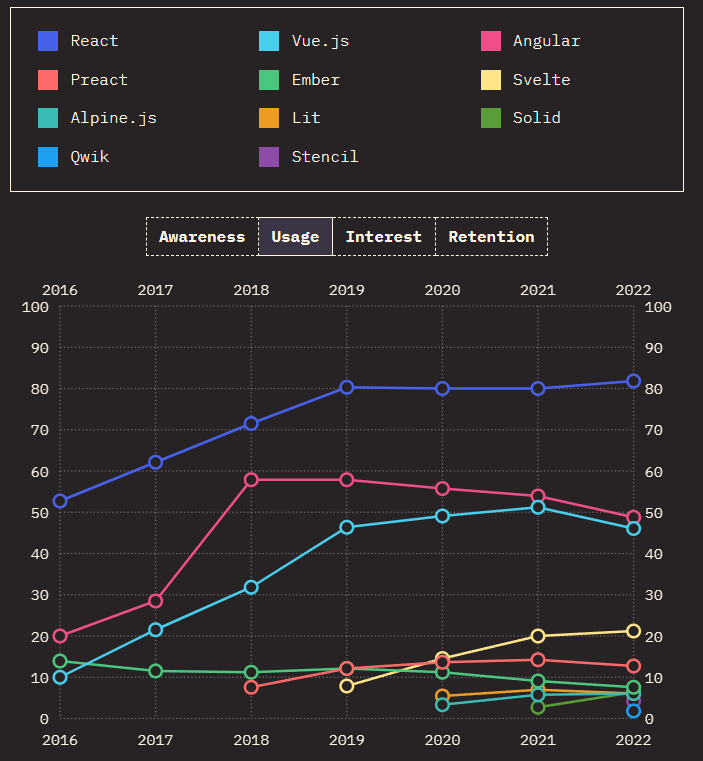 React Vue.js Angular
Preact Ember Svelte
Alpine.js Lit Solid
Qwik Stencil
Awareness Usage Interest Retention
2016 2017 2018 2019 2020 2021 2022
100 100
90 90
80 80
70 70
60 60
50 50
40 40
30 30
20 20
10 10
0 0
2016 2017 2018 2019 2020 2021 2022